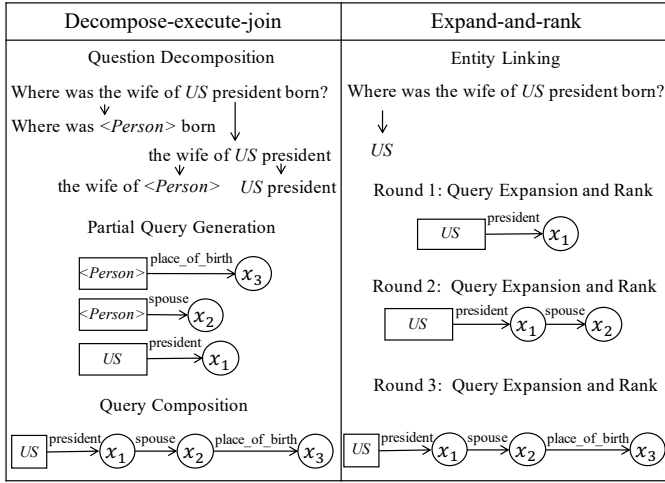 Decompose-execute-join
Question Decomposition
Where was the wife of US president born?
Where was <Person> born
the wife of US president
the wife of <Person> US president
Partial Query Generation
<Person> place_of_birth x₃
<Person> spouse x₂
US president x₁
Query Composition
US president x₁ spouse x₂ place_of_birth x₃
Expand-and-rank
Entity Linking
Where was the wife of US president born?
US
Round 1: Query Expansion and Rank
US president x₁
Round 2: Query Expansion and Rank
US president x₁ spouse x₂
Round 3: Query Expansion and Rank
US president x₁ spouse x₂ place_of_birth x₃